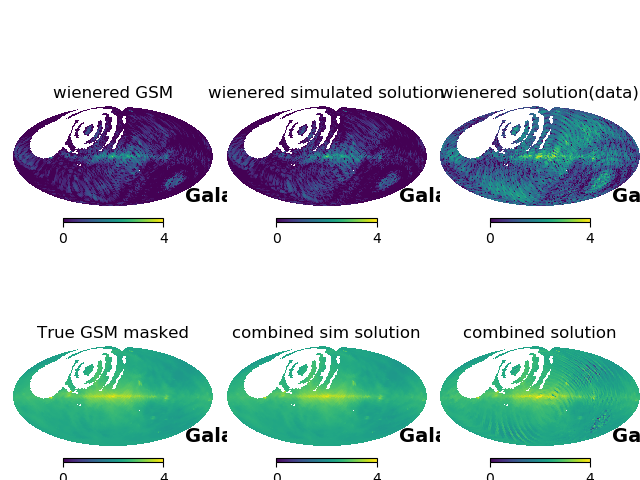 wienered GSM
wienered simulated solution
wienered solution(data)
Gala
Gala
Ga
0 4
0 4
0 4
True GSM masked
combined sim solution
combined solution
Gala
Gala
Ga
0 4
0 4
0 4